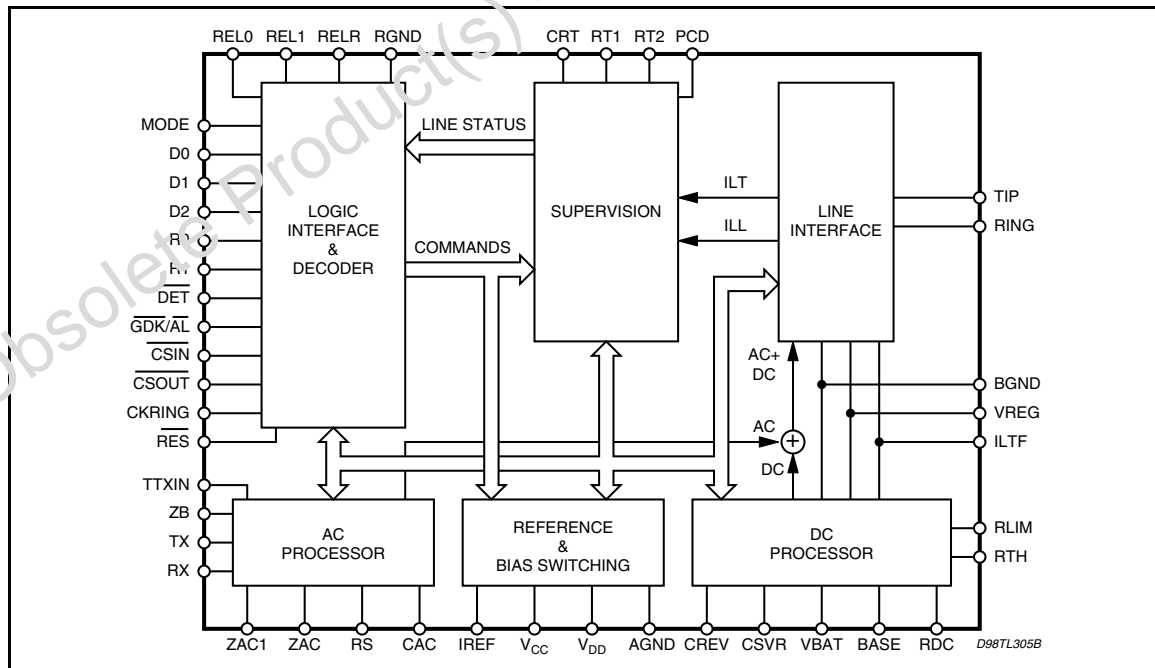 REL0 REL1 RELR RGND CRT RT1 RT2 PCD
MODE
D0
D1
D2
R0
R1
DET
GDK/AL
CSIN
CSOUT
CKRING
RES
TTXIN
ZB
TX
RX
LOGIC
INTERFACE
&
DECODER
LINE STATUS
COMMANDS
SUPERVISION
ILT
ILL
LINE
INTERFACE
TIP
RING
AC+
DC
AC
+
DC
BGND
VREG
ILTF
AC
PROCESSOR
REFERENCE
&
BIAS SWITCHING
DC
PROCESSOR
RLIM
RTH
ZAC1 ZAC RS CAC IREF VCC VDD AGND CREV CSVR VBAT BASE RDC
D98TL305B
Obsolete Product(s)